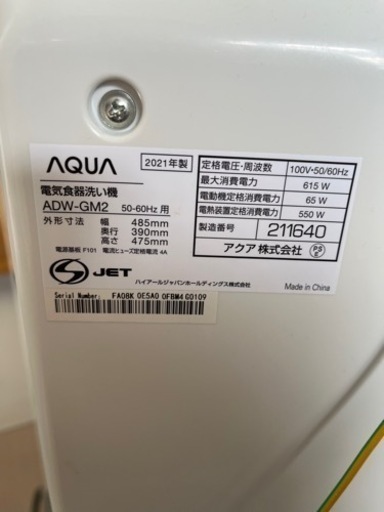 AQUA
2021年製
電気食器洗い機
ADW-GM2 50-60Hz 用
外形寸法 幅 485mm
奥行 390mm
高さ 475mm
電源基板 F101 電流ヒューズ定格電流 4A
定格電圧・周波数 100V・50/60Hz
最大消費電力 615 W
電動機定格消費電力 65 W
電熱装置定格消費電力 550 W
製造番号 211640
アクア株式会社
PS E
S JET
ハイアールジャパンホールディングス株式会社
Made in China
Serial Number: FA08K 0E5A0 0FBM4 G0109